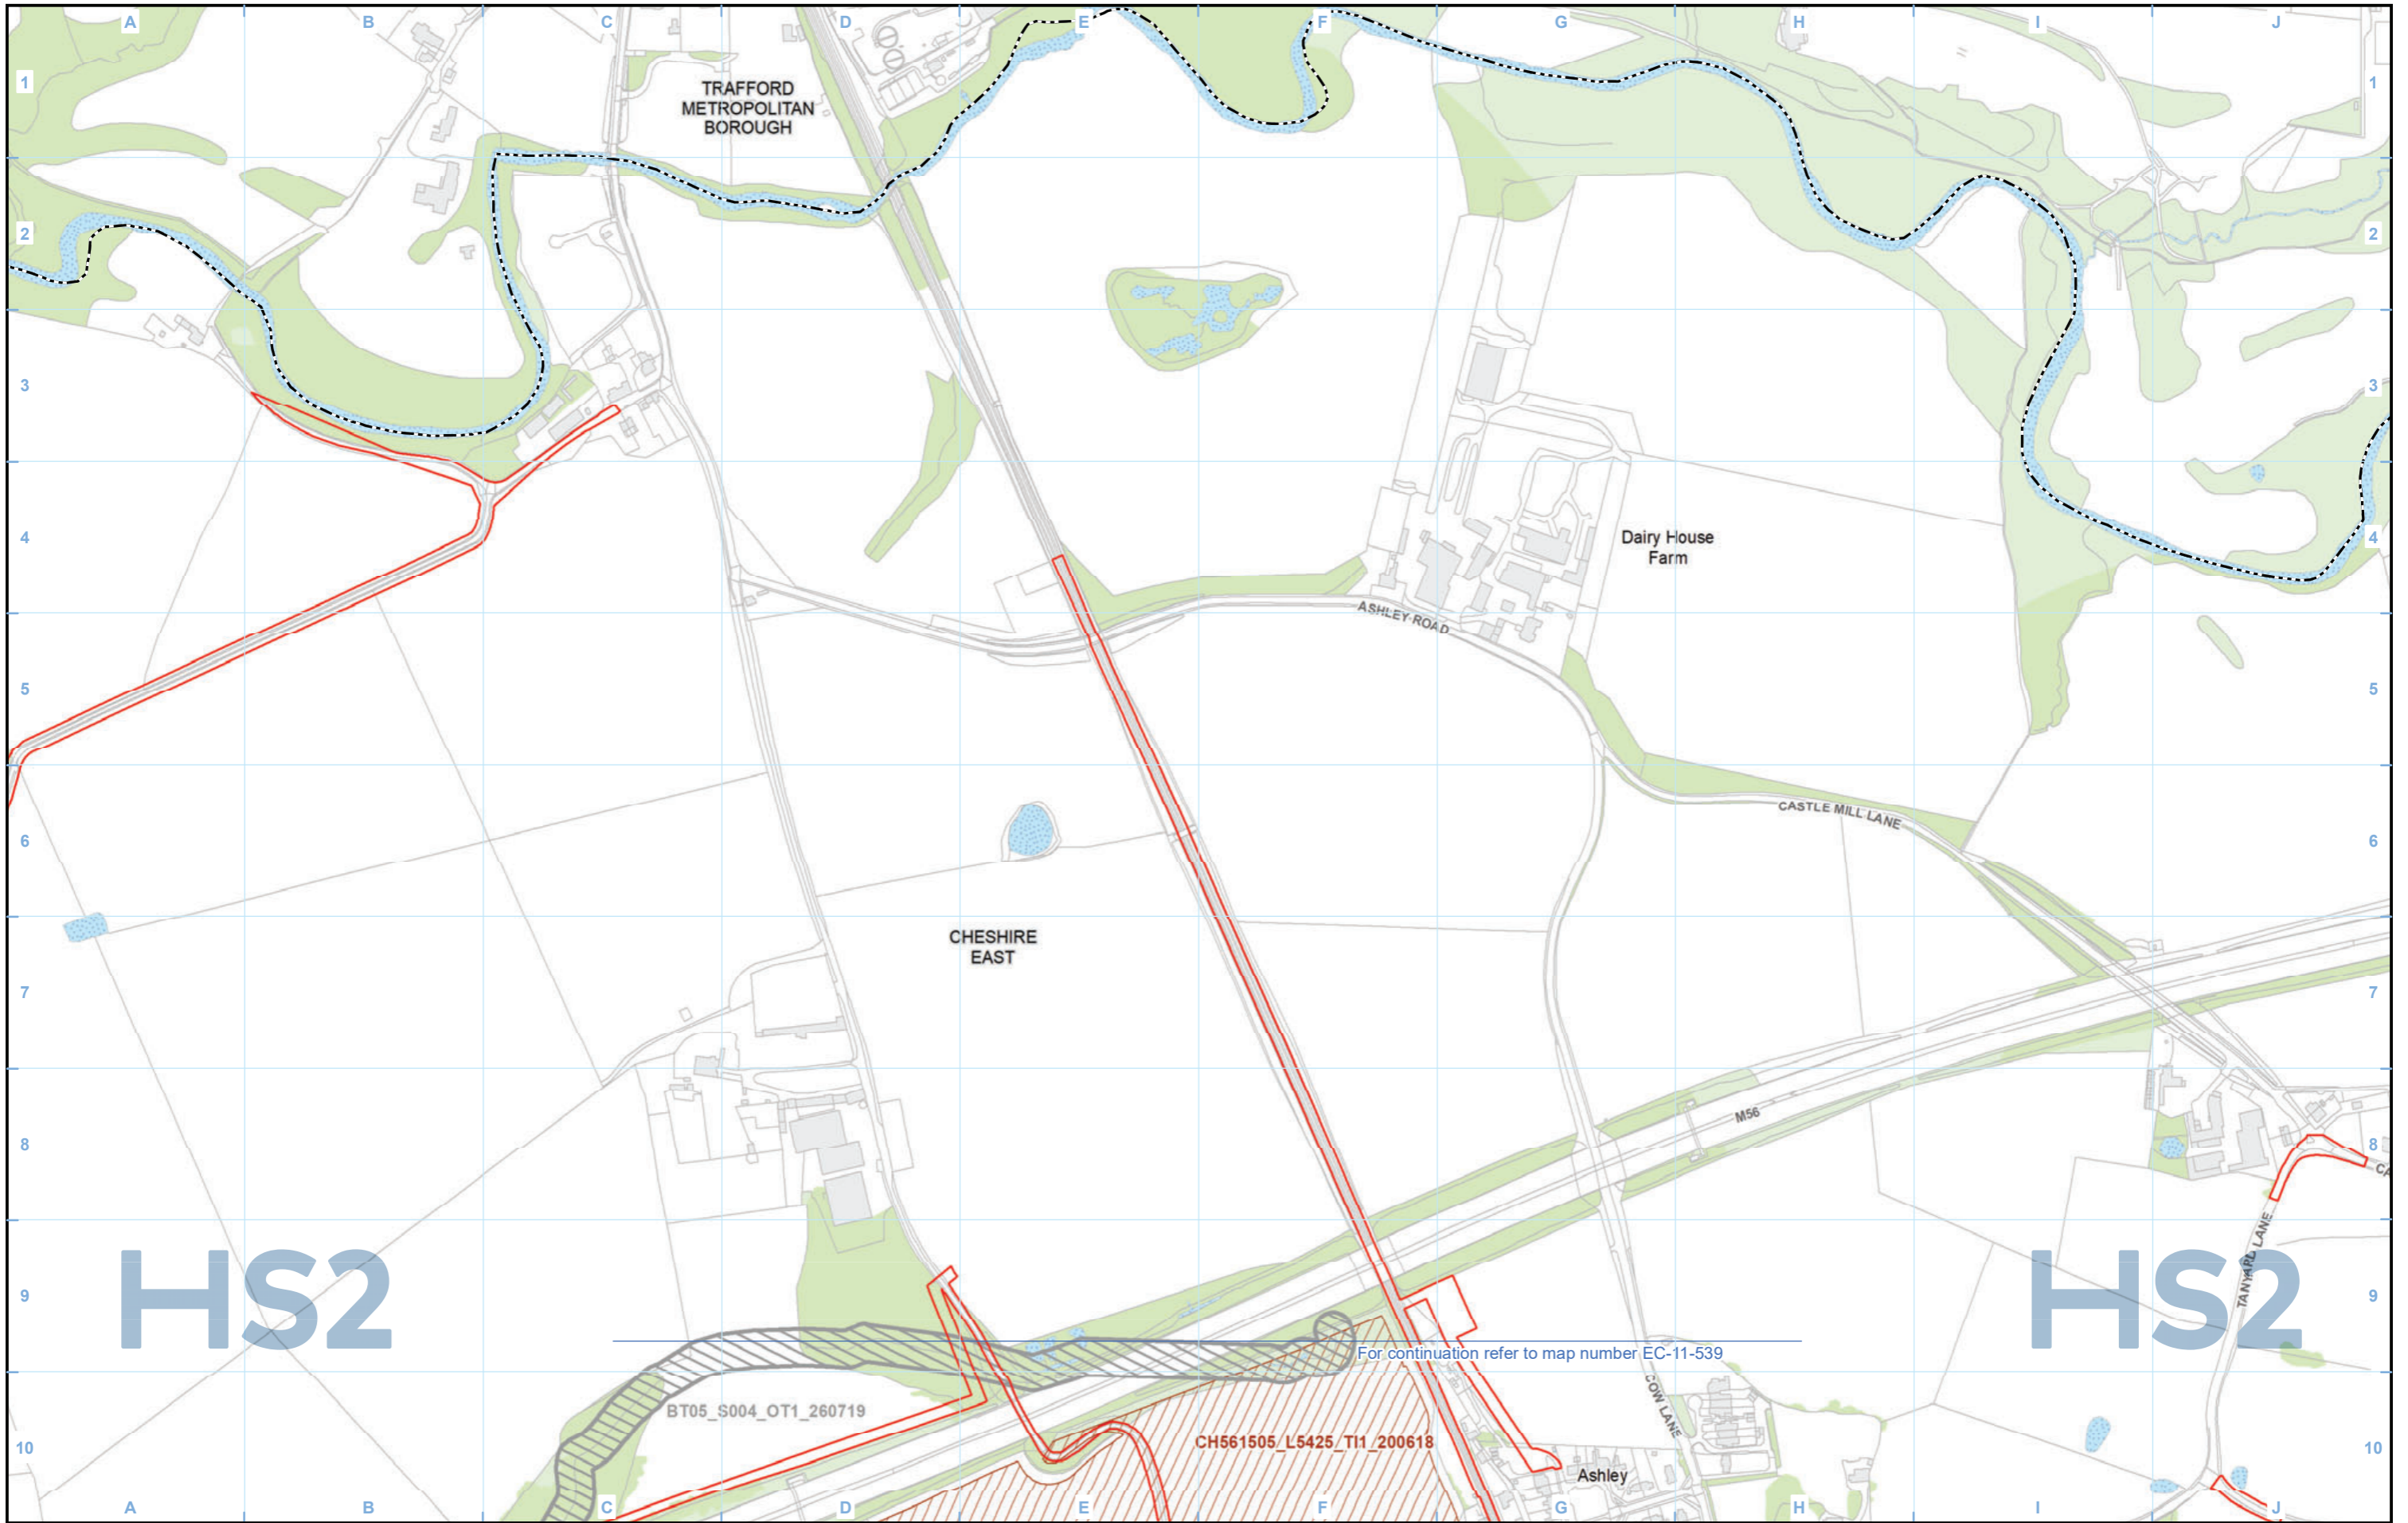 A B C D E F G H I J
1 1
TRAFFORD
METROPOLITAN
BOROUGH
2 2
3 3
4 4
Dairy House
Farm
ASHLEY ROAD
5 5
6 6
CASTLE MILL LANE
CHESHIRE
EAST
7 7
M56
8 8
CA
TANYARD LANE
HS2 HS2
9 9
For continuation refer to map number EC-11-539
COW LANE
BT05_S004_OT1_260719
CH561505_L5425_TI1_200618
10 10
Ashley
A B C D E F G H I J